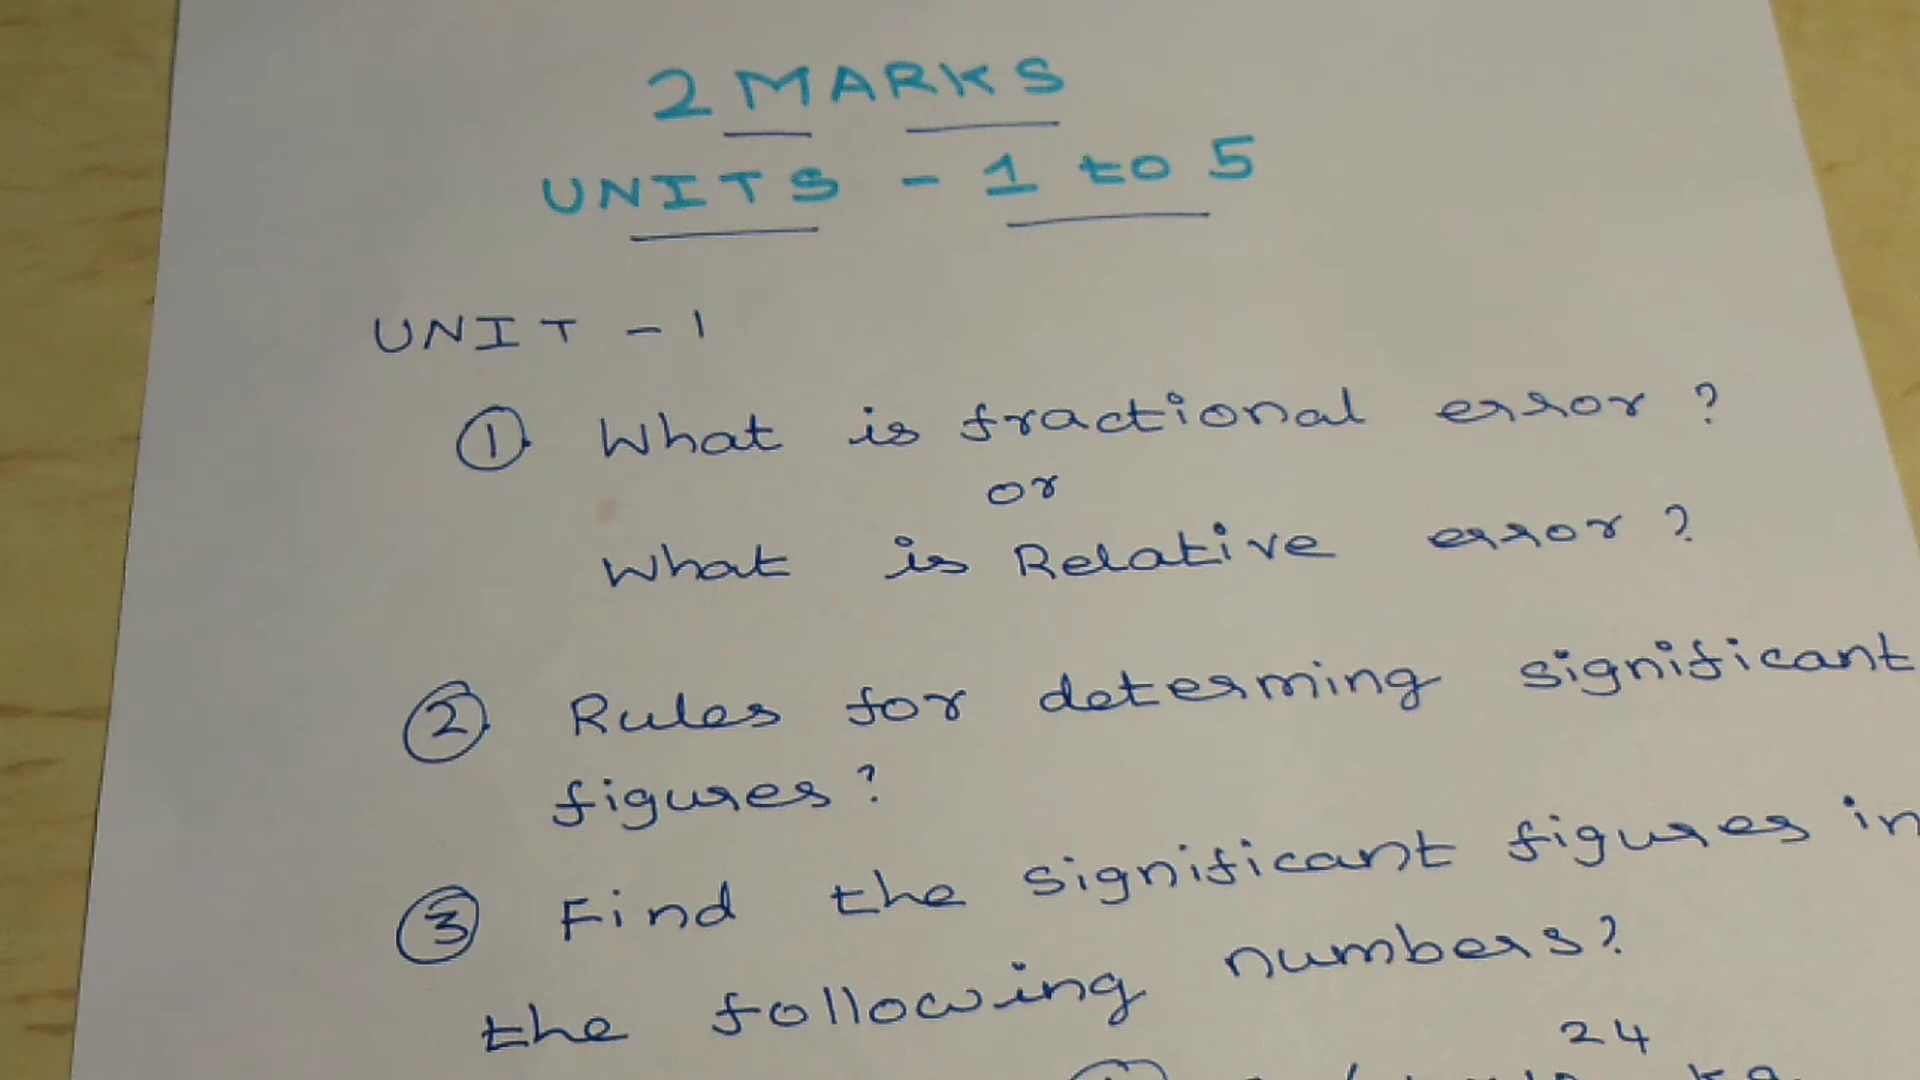 2 MARKS
UNITS - 1 to 5
UNIT - 1
① What is fractional error ?
or
What is Relative error ?
② Rules for determing significant
figures ?
③ Find the significant figures in
the following numbers ?
24